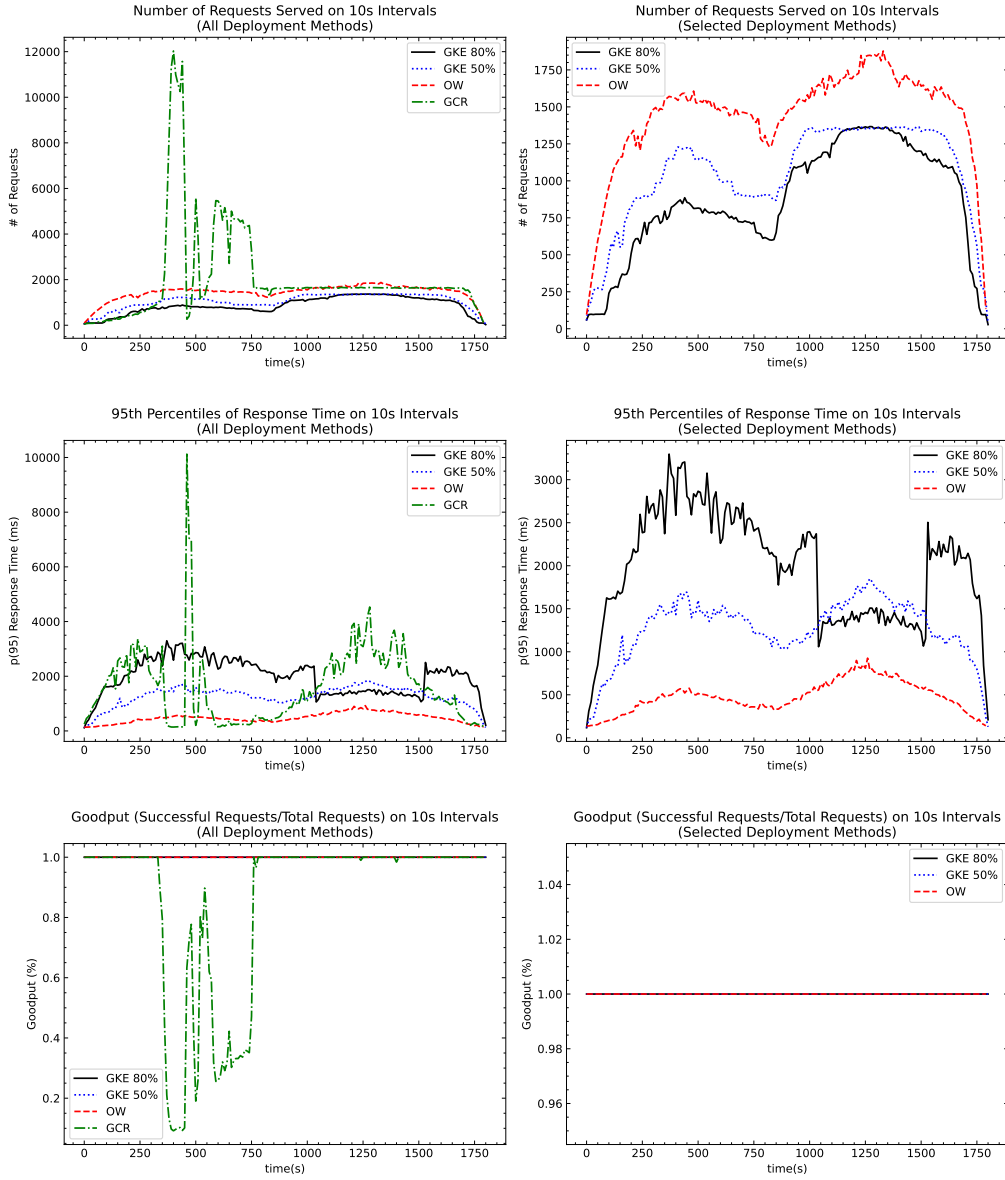 Number of Requests Served on 10s Intervals
(All Deployment Methods)
# of Requests
12000
10000
8000
6000
4000
2000
0
0
250
500
750
1000
1250
1500
1750
time(s)
GKE 80%
GKE 50%
OW
GCR
Number of Requests Served on 10s Intervals
(Selected Deployment Methods)
# of Requests
1750
1500
1250
1000
750
500
250
0
0
250
500
750
1000
1250
1500
1750
time(s)
GKE 80%
GKE 50%
OW
95th Percentiles of Response Time on 10s Intervals
(All Deployment Methods)
p(95) Response Time (ms)
10000
8000
6000
4000
2000
0
0
250
500
750
1000
1250
1500
1750
time(s)
GKE 80%
GKE 50%
OW
GCR
95th Percentiles of Response Time on 10s Intervals
(Selected Deployment Methods)
p(95) Response Time (ms)
3000
2500
2000
1500
1000
500
0
0
250
500
750
1000
1250
1500
1750
time(s)
GKE 80%
GKE 50%
OW
Goodput (Successful Requests/Total Requests) on 10s Intervals
(All Deployment Methods)
Goodput (%)
1.0
0.8
0.6
0.4
0.2
0
250
500
750
1000
1250
1500
1750
time(s)
GKE 80%
GKE 50%
OW
GCR
Goodput (Successful Requests/Total Requests) on 10s Intervals
(Selected Deployment Methods)
Goodput (%)
1.04
1.02
1.00
0.98
0.96
0
250
500
750
1000
1250
1500
1750
time(s)
GKE 80%
GKE 50%
OW